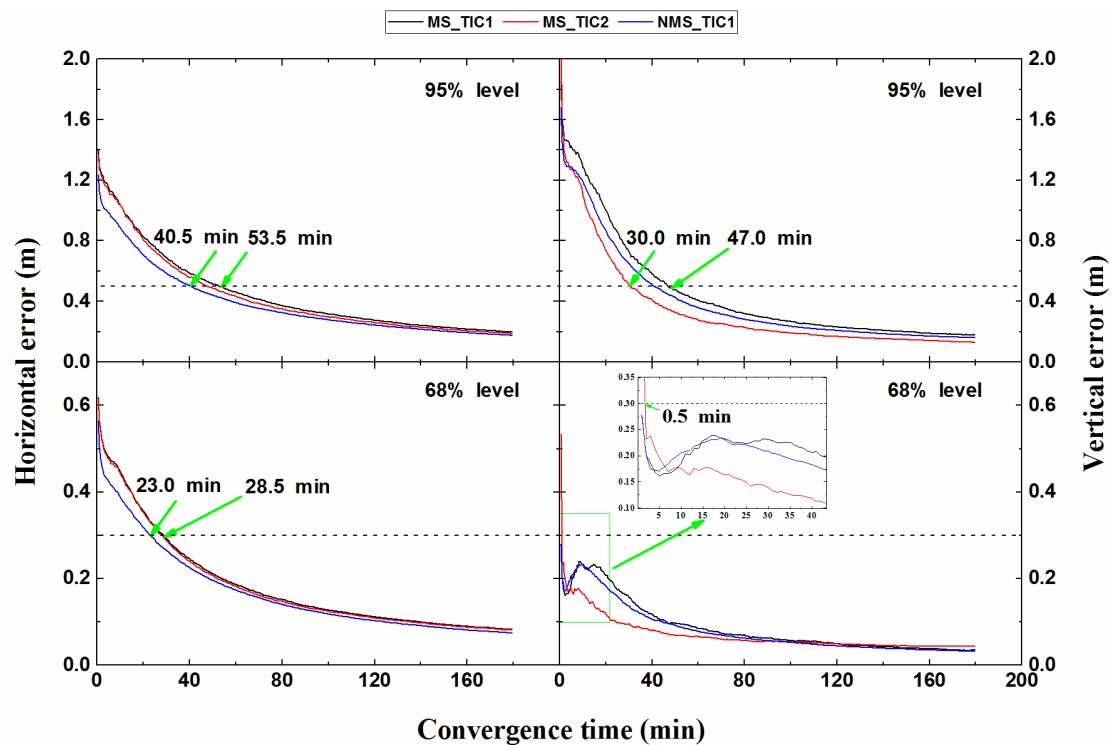 MS_TIC1 MS_TIC2 NMS_TIC1
2.0 95% level 95% level 2.0
1.6 1.6
1.2 1.2
40.5 min 53.5 min 30.0 min 47.0 min
0.8 0.8
0.4 0.4
0.0 0.0
Horizontal error (m)
Vertical error (m)
68% level 68% level
0.6 0.6
0.35
0.30
0.5 min
0.25
0.20
0.15
0.10
5 10 15 20 25 30 35 40
23.0 min 28.5 min
0.4 0.4
0.2 0.2
0.0 0.0
0 40 80 120 160 0 40 80 120 160 200
Convergence time (min)